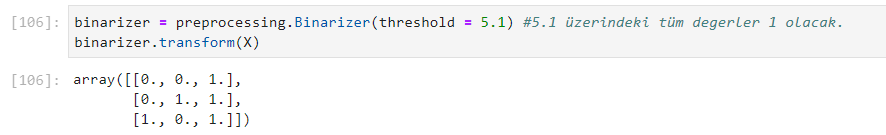 [106]: binarizer = preprocessing.Binarizer(threshold = 5.1) #5.1 üzerindeki tüm degerler 1 olacak.
binarizer.transform(X)
[106]: array([[0., 0., 1.],
[0., 1., 1.],
[1., 0., 1.]])